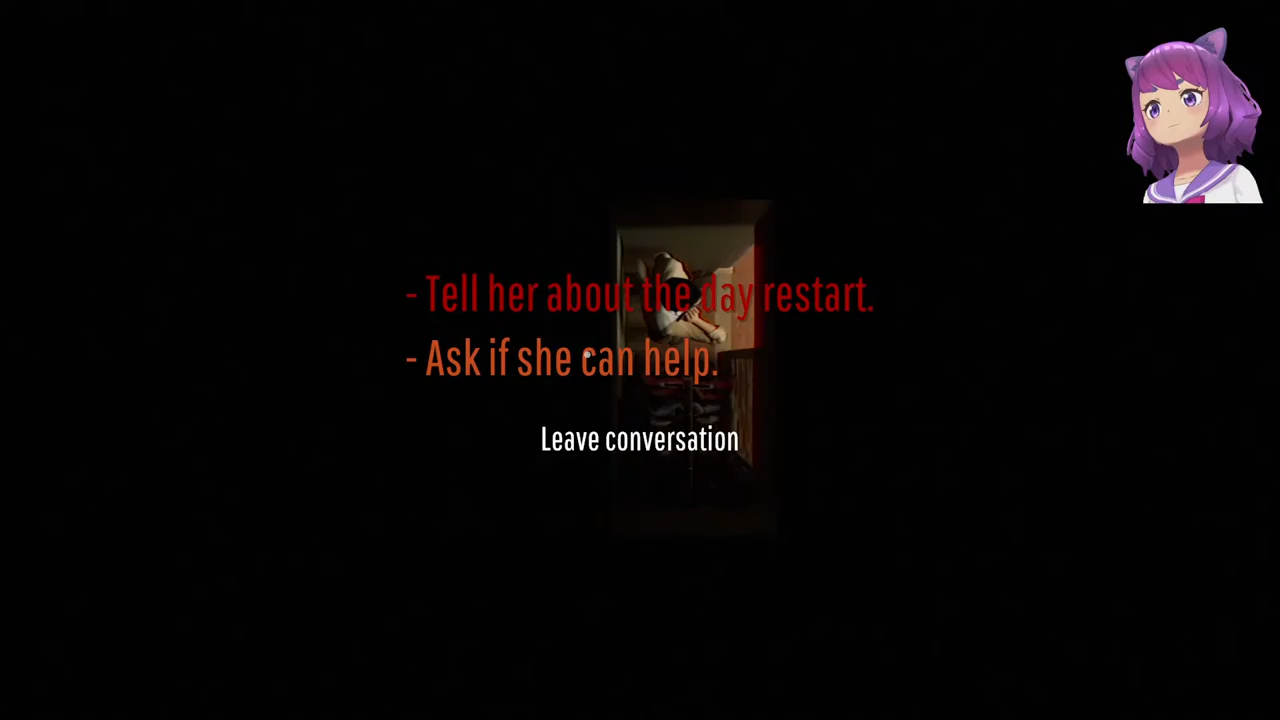 - Tell her about the day restart.
- Ask if she can help.
Leave conversation